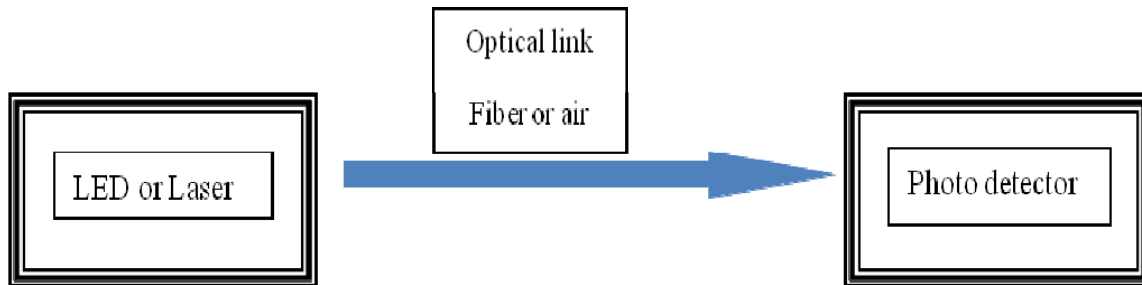 Optical link
Fiber or air
LED or Laser
Photo detector